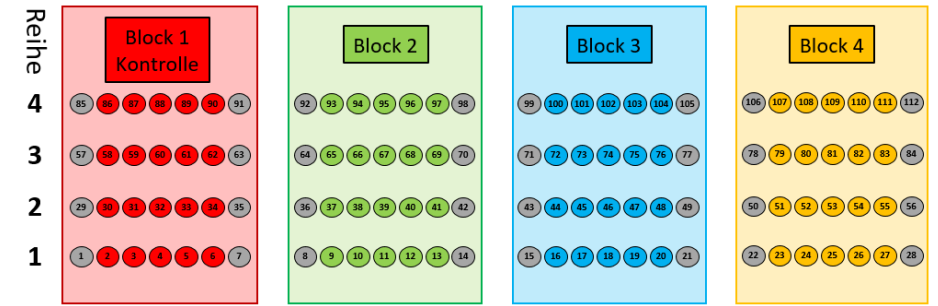 Reihe
Block 1
Kontrolle
Block 2
Block 3
Block 4
4 85 86 87 88 89 90 91 92 93 94 95 96 97 98 99 100 101 102 103 104 105 106 107 108 109 110 111 112
3 57 58 59 60 61 62 63 64 65 66 67 68 69 70 71 72 73 74 75 76 77 78 79 80 81 82 83 84
2 29 30 31 32 33 34 35 36 37 38 39 40 41 42 43 44 45 46 47 48 49 50 51 52 53 54 55 56
1 1 2 3 4 5 6 7 8 9 10 11 12 13 14 15 16 17 18 19 20 21 22 23 24 25 26 27 28